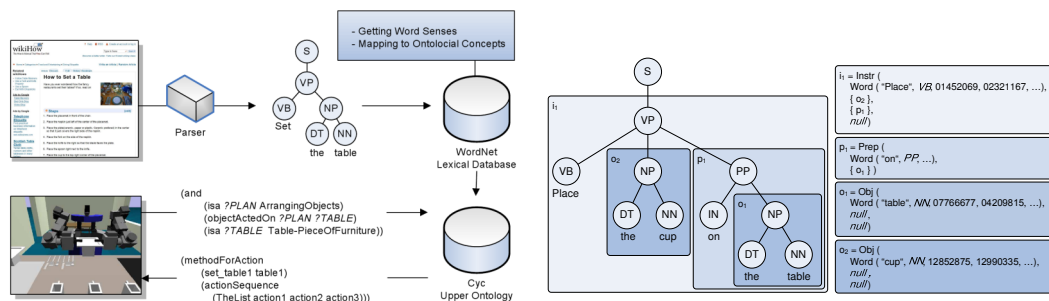 wikiHow
How to Set a Table
Parser
S
VP
VB
NP
Set
DT
NN
the
table
- Getting Word Senses
- Mapping to Ontolocial Concepts
WordNet
Lexical Database
(and
(isa ?PLAN ArrangingObjects)
(objectActedOn ?PLAN ?TABLE)
(isa ?TABLE Table-PieceOfFurniture))
(methodForAction
(set_table1 table1)
(actionSequence
(TheList action1 action2 action3)))
Cyc
Upper Ontology
S
i1
VP
VB
Place
o2
NP
DT
NN
the
cup
p1
PP
IN
on
o1
NP
DT
NN
the
table
i1 = Instr (
Word ( "Place", VB, 01452069, 02321167, ...),
{ o2 },
{ p1 },
null)
p1 = Prep (
Word ( "on", PP, ...),
{ o1 } )
o1 = Obj (
Word ( "table", NN, 07766677, 04209815, ...),
null,
null)
o2 = Obj (
Word ( "cup", NN, 12852875, 12990335, ...),
null,
null)